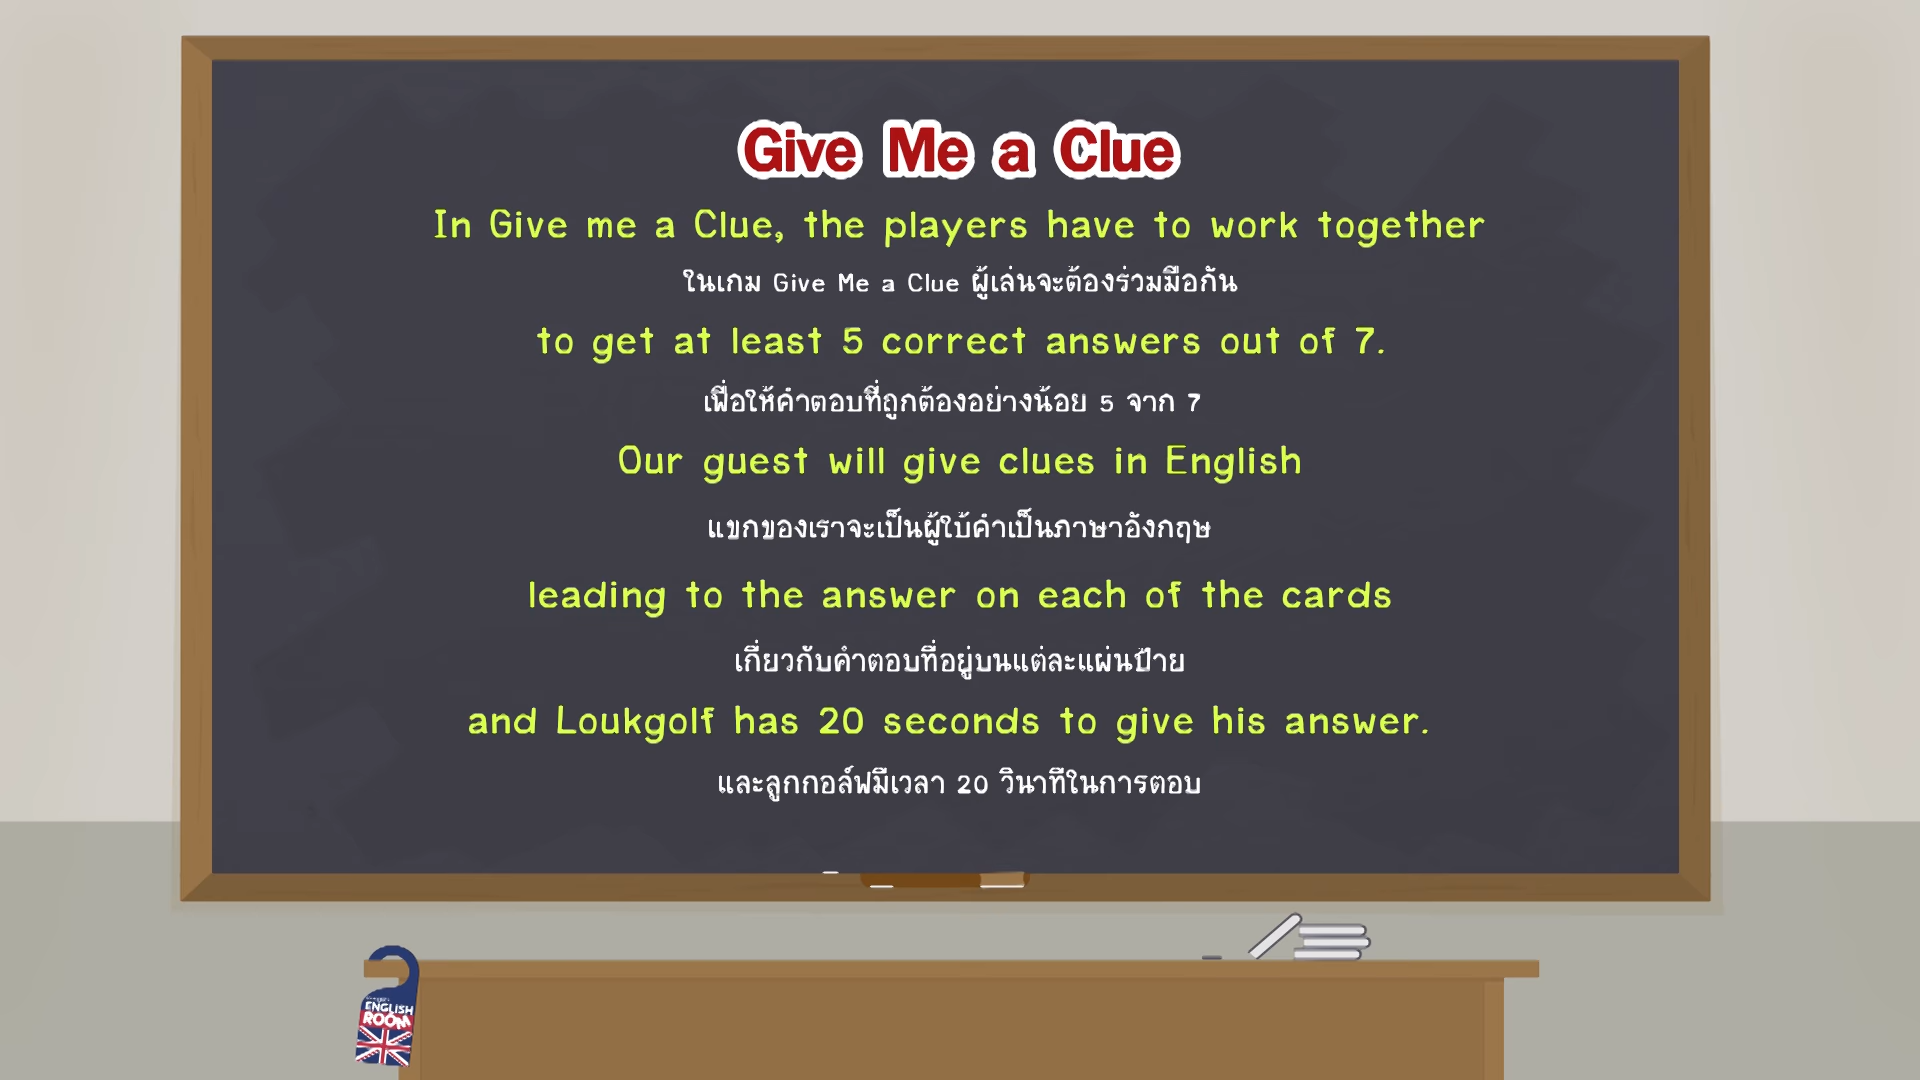 Give Me a Clue
In Give me a Clue, the players have to work together
ในเกม Give Me a Clue ผู้เล่นจะต้องร่วมมือกัน
to get at least 5 correct answers out of 7.
เพื่อให้คำตอบที่ถูกต้องอย่างน้อย 5 จาก 7
Our guest will give clues in English
แขกของเราจะเป็นผู้ใบ้คำเป็นภาษาอังกฤษ
leading to the answer on each of the cards
เกี่ยวกับคำตอบที่อยู่บนแต่ละแผ่นป้าย
and Loukgolf has 20 seconds to give his answer.
และลูกกอล์ฟมีเวลา 20 วินาทีในการตอบ
ENGLISH
ROOM